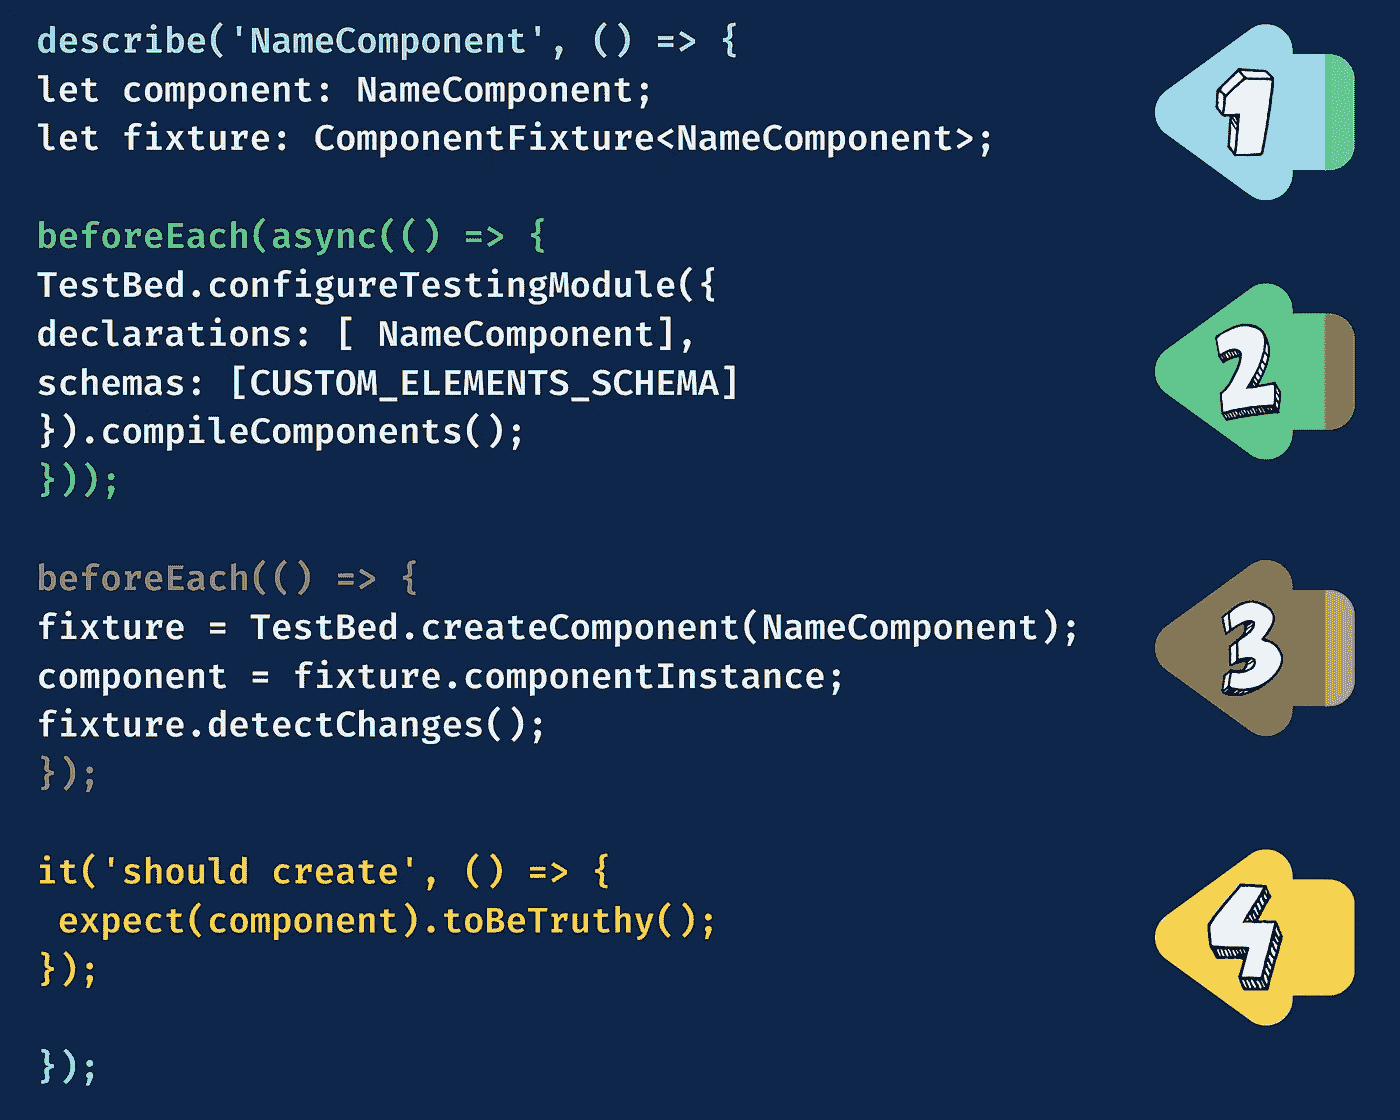 describe('NameComponent', () => {
let component: NameComponent;
let fixture: ComponentFixture<NameComponent>;
1
beforeEach(async(() => {
TestBed.configureTestingModule({
declarations: [ NameComponent],
schemas: [CUSTOM_ELEMENTS_SCHEMA]
}).compileComponents();
}));
2
beforeEach(() => {
fixture = TestBed.createComponent(NameComponent);
component = fixture.componentInstance;
fixture.detectChanges();
});
3
it('should create', () => {
 expect(component).toBeTruthy();
});
4
});